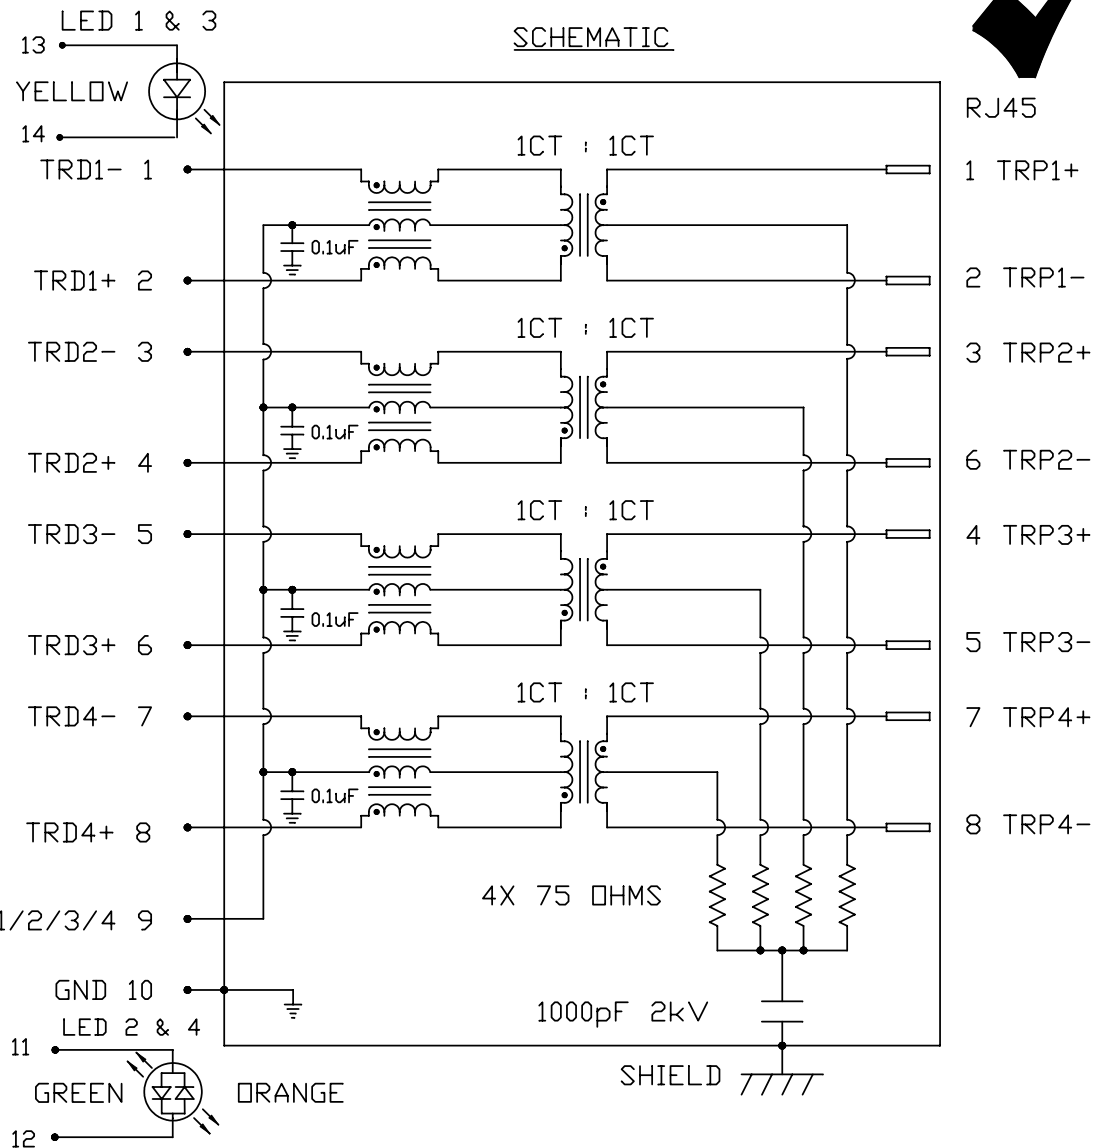 LED 1 & 3
13
YELLOW
14
SCHEMATIC
RJ45
1CT : 1CT
TRD1- 1
1 TRP1+
0.1uF
TRD1+ 2
2 TRP1-
1CT : 1CT
TRD2- 3
3 TRP2+
0.1uF
TRD2+ 4
6 TRP2-
1CT : 1CT
TRD3- 5
4 TRP3+
0.1uF
TRD3+ 6
5 TRP3-
1CT : 1CT
TRD4- 7
7 TRP4+
0.1uF
TRD4+ 8
8 TRP4-
4X 75 OHMS
1/2/3/4 9
GND 10
1000pF 2kV
LED 2 & 4
11
GREEN
ORANGE
12
SHIELD